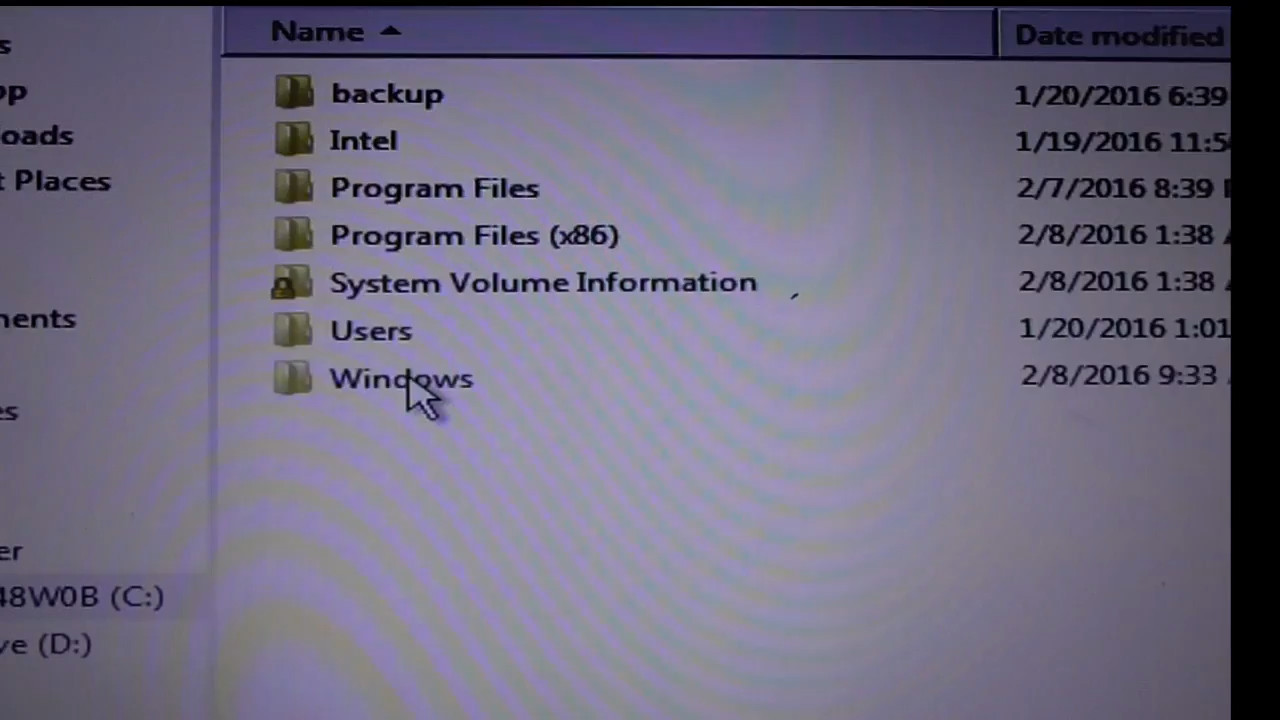 Name Date modified
backup 1/20/2016 6:39
Intel 1/19/2016 11:5
Program Files 2/7/2016 8:39
Program Files (x86) 2/8/2016 1:38
System Volume Information 2/8/2016 1:38
Users 1/20/2016 1:01
Windows 2/8/2016 9:33
s
pp
oads
t Places
nents
es
er
48W0B (C:)
ve (D:)